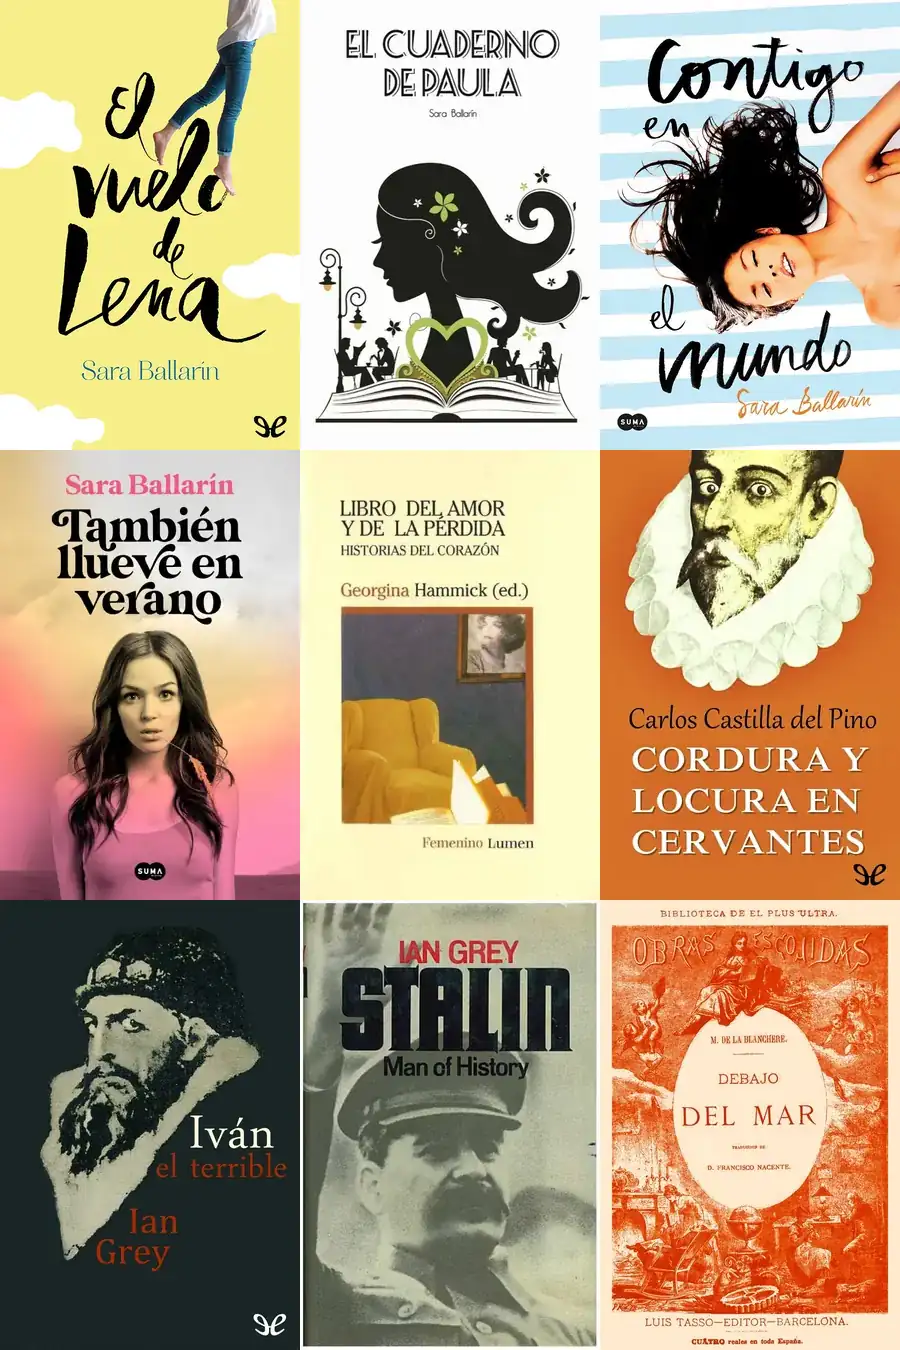 El
vuelo
de
Lena
Sara Ballarín
EL CUADERNO
DE PAULA
Sara Ballarín
Contigo
en
el
mundo
Sara Ballarín
SUMA
Sara Ballarín
También
llueve en
verano
SUMA
LIBRO DEL AMOR
Y DE LA PÉRDIDA
HISTORIAS DEL CORAZÓN
Georgina Hammick (ed.)
Femenino Lumen
Carlos Castilla del Pino
CORDURA Y
LOCURA EN
CERVANTES
Iván
el terrible
Ian
Grey
IAN GREY
STALIN
Man of History
BIBLIOTECA DE EL PLUS ULTRA.
OBRAS ESCOJIDAS
M. DE LA BLANCHERE.
DEBAJO
DEL MAR
TRADUCCION DE
D. FRANCISCO NACENTE.
LUIS TASSO-EDITOR-BARCELONA.
CUATRO reales en toda España.